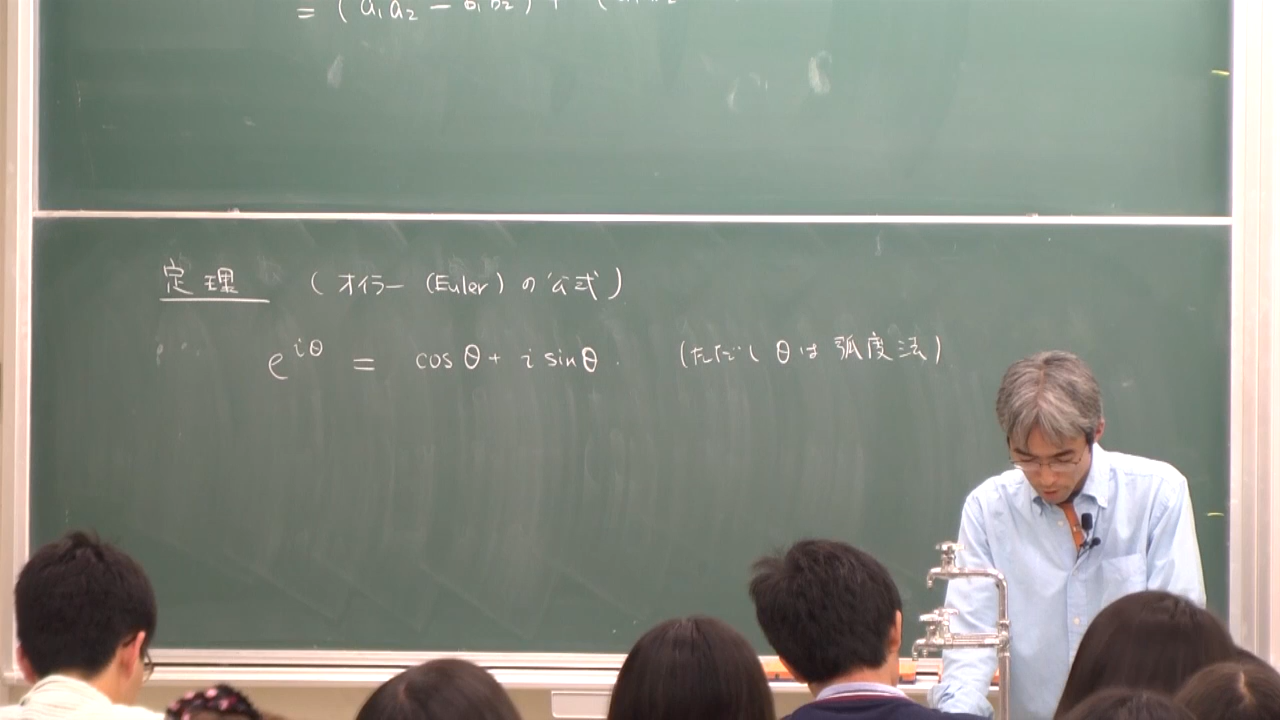 = (a₁a₂ − b₁b₂) + (
定理 (オイラー (Euler) の公式)
e^{iθ} = cos θ + i sin θ. (ただし θ は 弧度法)